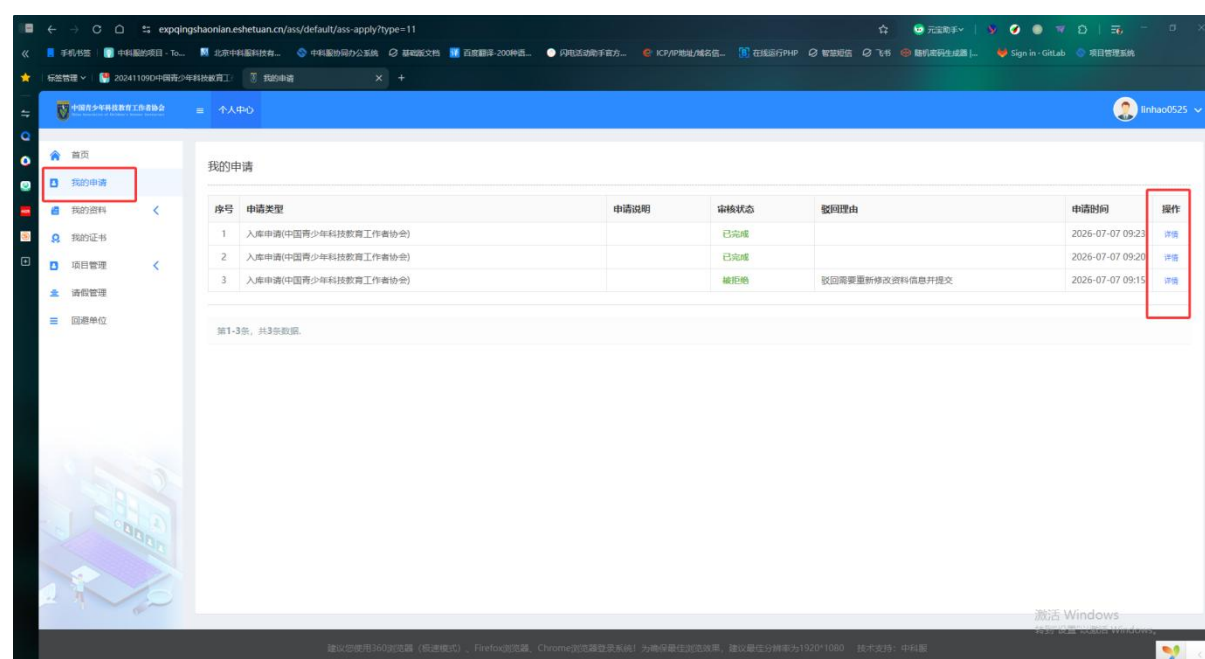 expqingshaonian.eshetuan.cn/ass/default/ass-apply?type=11
元宝助手
手机书签
中科服的项目 - To...
北京中科服科技有...
中科服协同办公系统
基础版文档
百度翻译-200种语...
闪电活动助手官方...
ICP/IP地址/域名信...
在线运行PHP
智慧短信
飞书
随机密码生成器 |...
Sign in · GitLab
项目管理系统
标签管理
20241109D中国青少年科技教育工
我的申请
中国青少年科技教育工作者协会
个人中心
linhao0525
首页
我的申请
我的资料
我的证书
项目管理
请假管理
回避单位
我的申请
序号 申请类型 申请说明 审核状态 驳回理由 申请时间 操作
1 入库申请(中国青少年科技教育工作者协会) 已完成 2026-07-07 09:23 详情
2 入库申请(中国青少年科技教育工作者协会) 已完成 2026-07-07 09:20 详情
3 入库申请(中国青少年科技教育工作者协会) 被拒绝 驳回需要重新修改资料信息并提交 2026-07-07 09:15 详情
第1-3条，共3条数据.
激活 Windows
转到"设置"以激活 Windows。
建议您使用360浏览器（极速模式）、Firefox浏览器、Chrome浏览器登录系统！为确保最佳浏览效果，建议最佳分辨率为1920*1080 技术支持：中科服